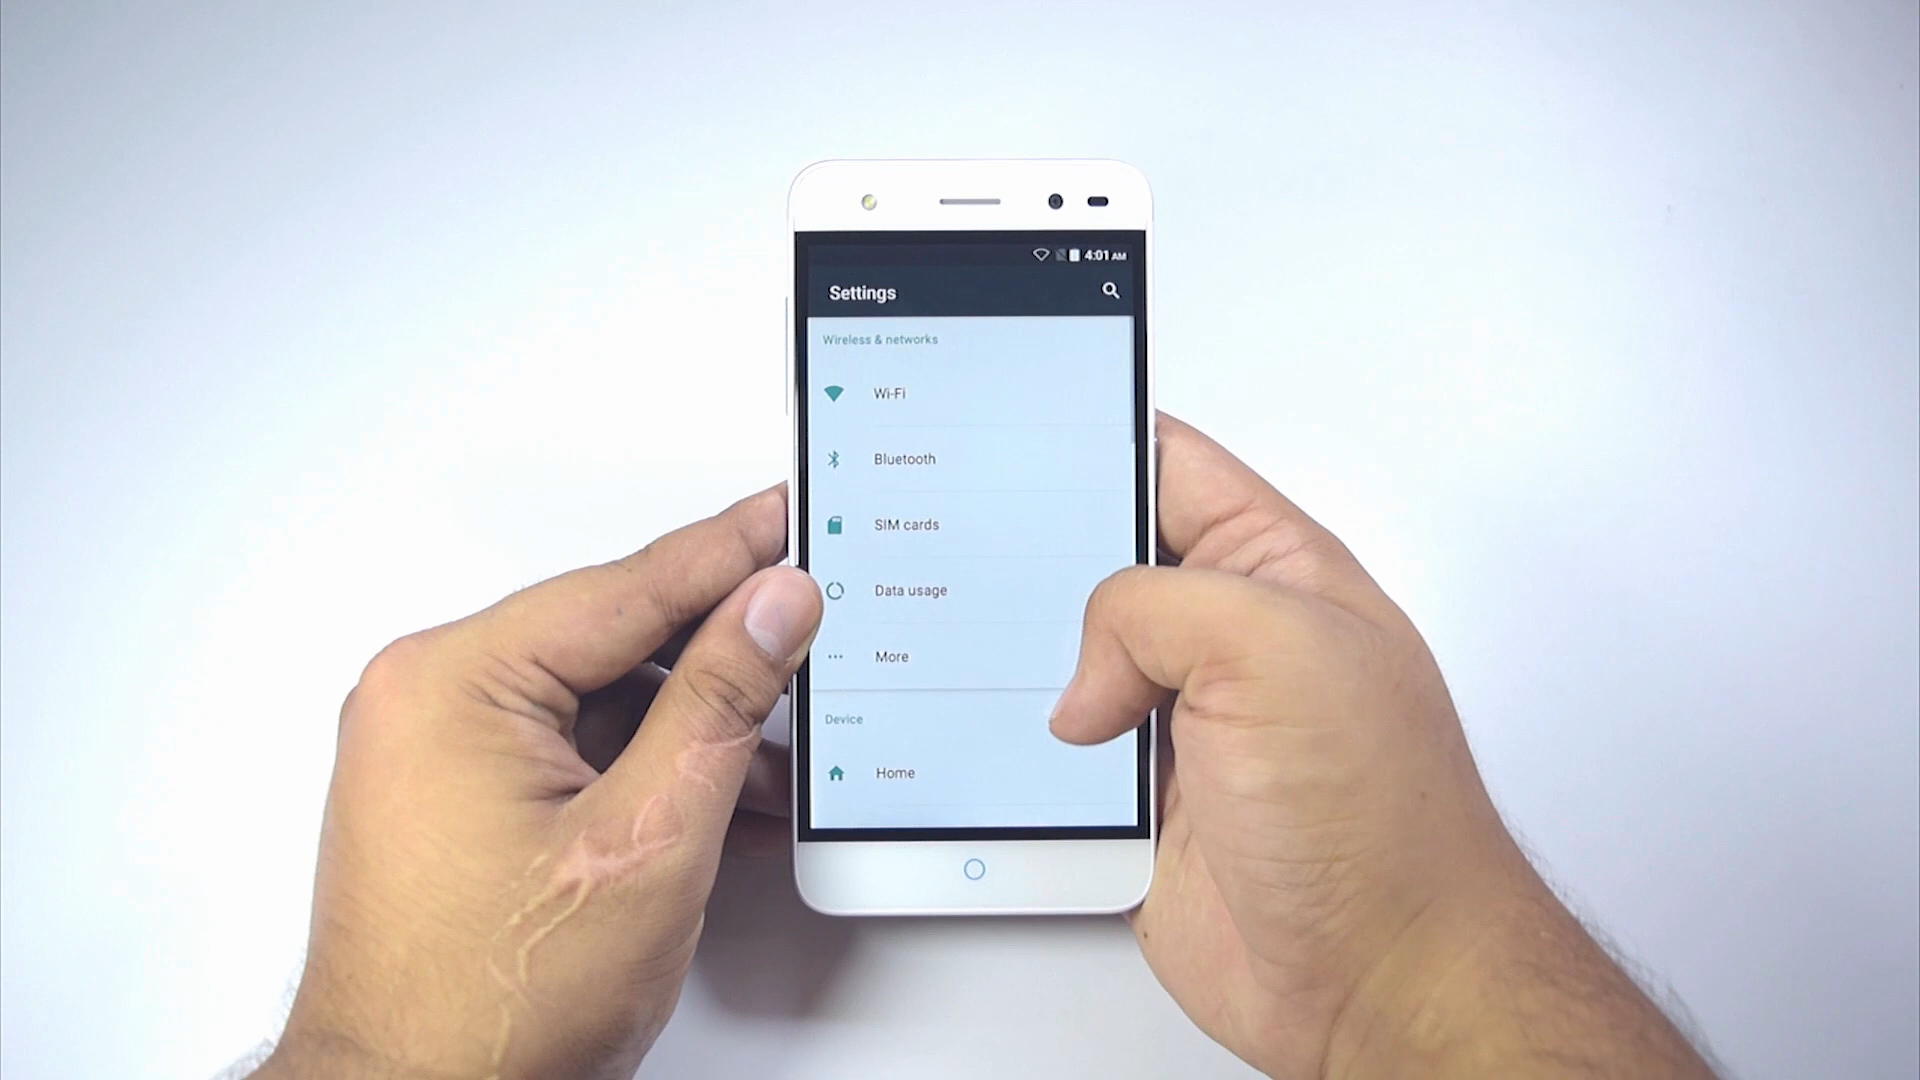 4:01 AM
Settings
Wireless & networks
Wi-Fi
Bluetooth
SIM cards
Data usage
More
Device
Home